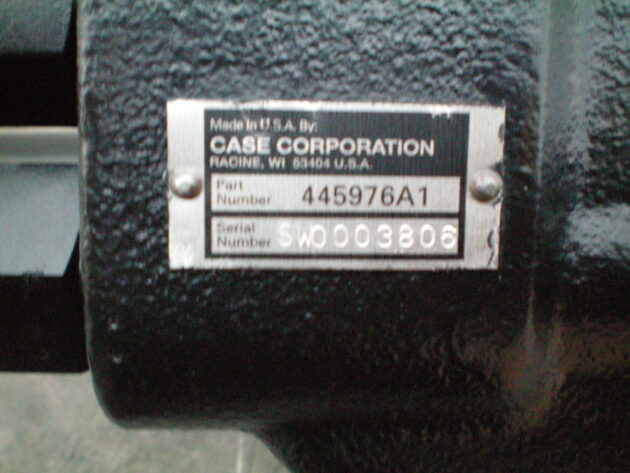 Made In U.S.A. By:
CASE CORPORATION
RACINE, WI 53404 U.S.A.
Part
Number 445976A1
Serial
Number SW0003806